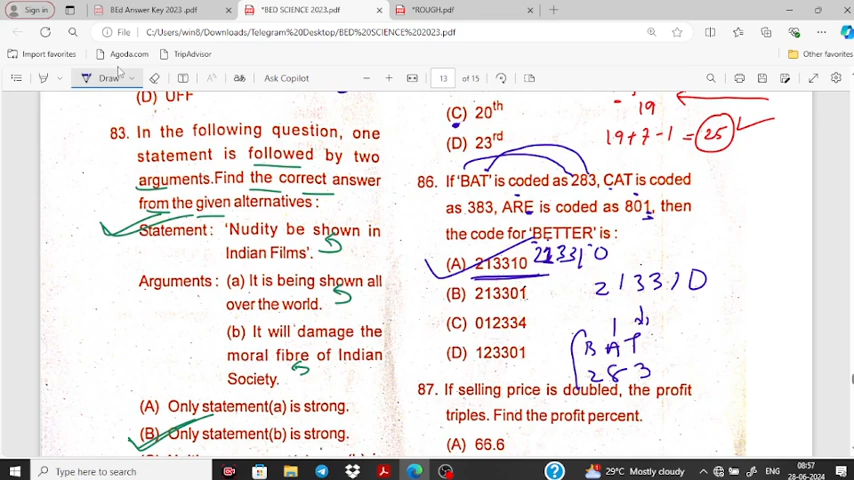 Sign in
BEd Answer Key 2023 .pdf
*BED SCIENCE 2023.pdf
*ROUGH.pdf
File
C:/Users/win8/Downloads/Telegram%20Desktop/BED%20SCIENCE%202023.pdf
Import favorites
Agoda.com
TripAdvisor
Other favorites
Draw
Ask Copilot
13 of 15
(D) UFF
83. In the following question, one
statement is followed by two
arguments.Find the correct answer
from the given alternatives :
Statement : 'Nudity be shown in
Indian Films'.
Arguments : (a) It is being shown all
over the world.
(b) It will damage the
moral fibre of Indian
Society.
(A) Only statement(a) is strong.
(B) Only statement(b) is strong.
(C) 20th
(D) 23rd
19
19+7-1 = 25
86. If 'BAT' is coded as 283, CAT is coded
as 383, ARE is coded as 801, then
the code for 'BETTER' is :
(A) 213310
213310
(B) 213301
213310
(C) 012334
(D) 123301
BAT
283
87. If selling price is doubled, the profit
triples. Find the profit percent.
(A) 66.6
Type here to search
29°C Mostly cloudy
ENG
08:57
28-06-2024